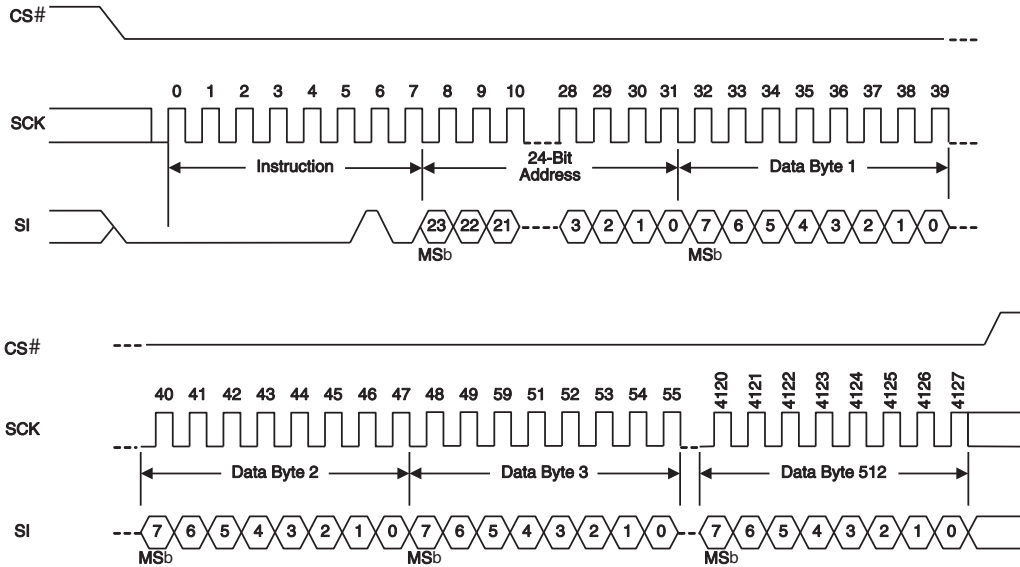 CS#
0 1 2 3 4 5 6 7 8 9 10 28 29 30 31 32 33 34 35 36 37 38 39
SCK
Instruction 24-Bit Address Data Byte 1
SI 23 22 21 3 2 1 0 7 6 5 4 3 2 1 0
MSb MSb
CS#
40 41 42 43 44 45 46 47 48 49 59 51 52 53 54 55 4120 4121 4122 4123 4124 4125 4126 4127
SCK
Data Byte 2 Data Byte 3 Data Byte 512
SI 7 6 5 4 3 2 1 0 7 6 5 4 3 2 1 0 7 6 5 4 3 2 1 0
MSb MSb MSb